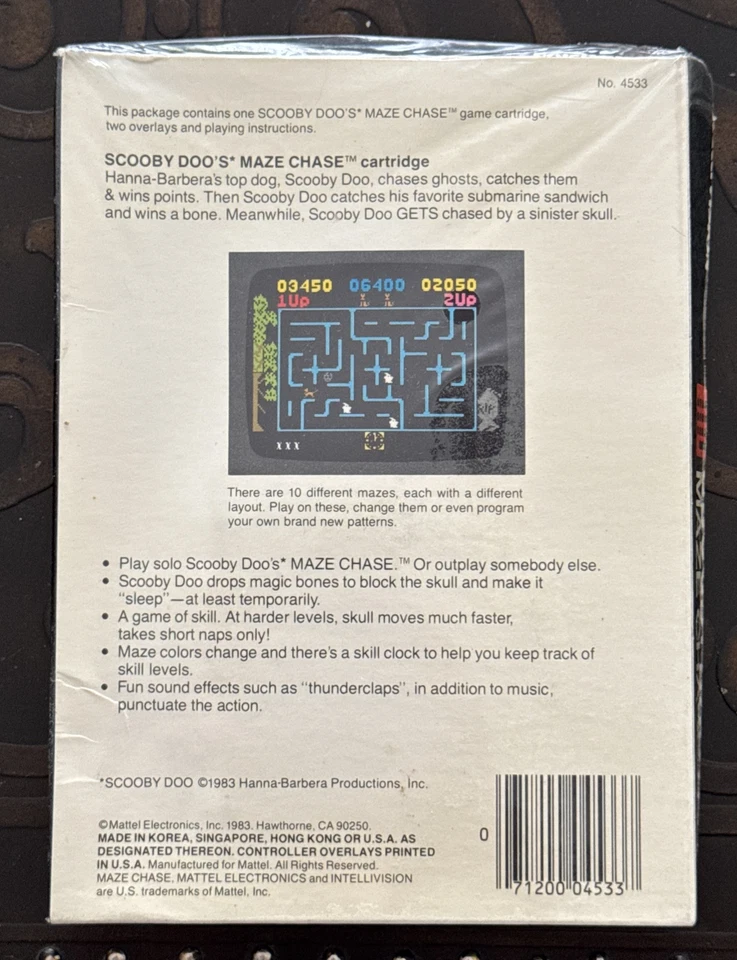 No. 4533
This package contains one SCOOBY DOO'S* MAZE CHASE™ game cartridge,
two overlays and playing instructions.
SCOOBY DOO'S* MAZE CHASE™ cartridge
Hanna-Barbera's top dog, Scooby Doo, chases ghosts, catches them
& wins points. Then Scooby Doo catches his favorite submarine sandwich
and wins a bone. Meanwhile, Scooby Doo GETS chased by a sinister skull.
03450 06400 02050
1Up 2Up
RIP
XXX
There are 10 different mazes, each with a different
layout. Play on these, change them or even program
your own brand new patterns.
• Play solo Scooby Doo's* MAZE CHASE.™ Or outplay somebody else.
• Scooby Doo drops magic bones to block the skull and make it
"sleep"—at least temporarily.
• A game of skill. At harder levels, skull moves much faster,
takes short naps only!
• Maze colors change and there's a skill clock to help you keep track of
skill levels.
• Fun sound effects such as "thunderclaps", in addition to music,
punctuate the action.
*SCOOBY DOO ©1983 Hanna-Barbera Productions, Inc.
©Mattel Electronics, Inc. 1983. Hawthorne, CA 90250.
MADE IN KOREA, SINGAPORE, HONG KONG OR U.S.A. AS
DESIGNATED THEREON. CONTROLLER OVERLAYS PRINTED
IN U.S.A. Manufactured for Mattel. All Rights Reserved.
MAZE CHASE, MATTEL ELECTRONICS and INTELLIVISION
are U.S. trademarks of Mattel, Inc.
0 71200 04533